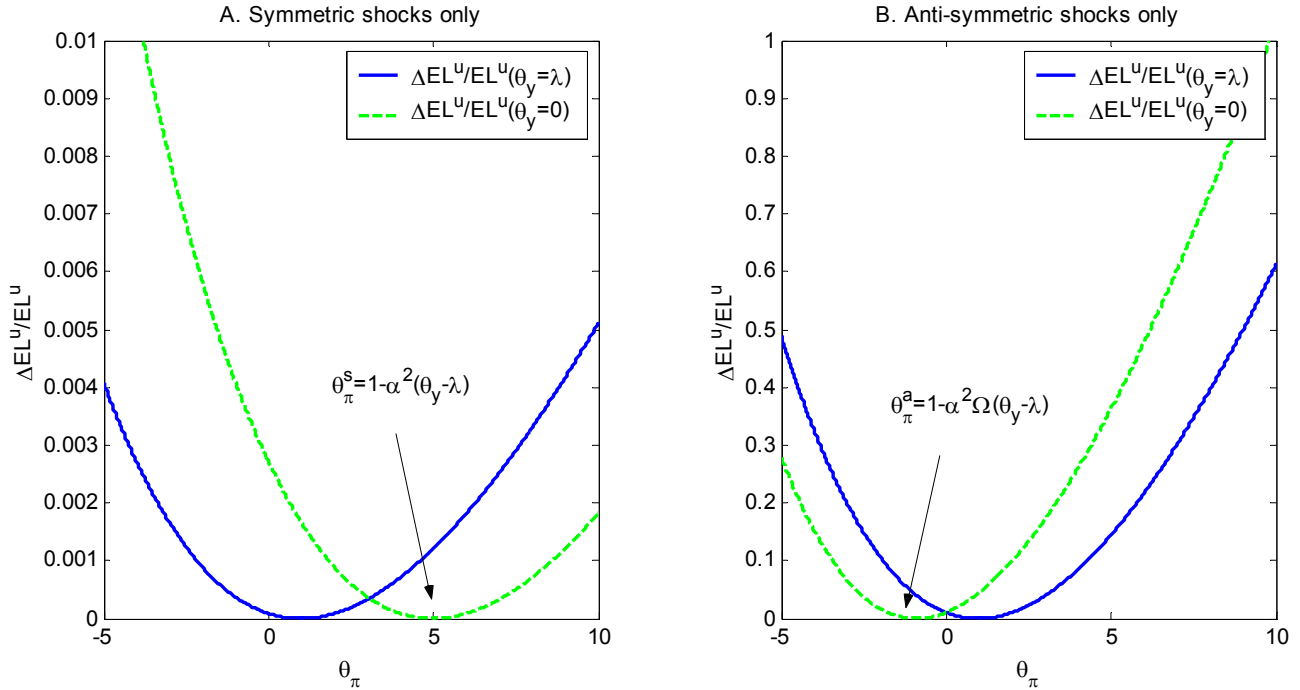 A. Symmetric shocks only
0.01
0.009
0.008
0.007
0.006
0.005
0.004
0.003
0.002
0.001
0
-5
0
5
10
ΔEL^u/EL^u
θ_π
ΔEL^u/EL^u(θ_y=λ)
ΔEL^u/EL^u(θ_y=0)
θ_π^s=1-α^2(θ_y-λ)
B. Anti-symmetric shocks only
1
0.9
0.8
0.7
0.6
0.5
0.4
0.3
0.2
0.1
0
-5
0
5
10
ΔEL^u/EL^u
θ_π
ΔEL^u/EL^u(θ_y=λ)
ΔEL^u/EL^u(θ_y=0)
θ_π^a=1-α^2Ω(θ_y-λ)